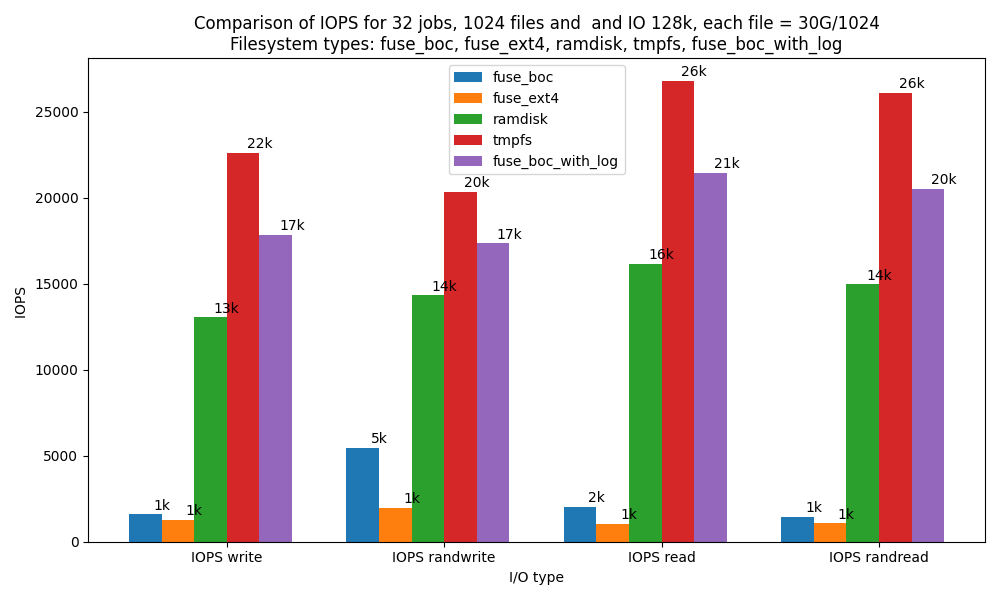 Comparison of IOPS for 32 jobs, 1024 files and  and IO 128k, each file = 30G/1024
Filesystem types: fuse_boc, fuse_ext4, ramdisk, tmpfs, fuse_boc_with_log
fuse_boc
fuse_ext4
ramdisk
tmpfs
fuse_boc_with_log
IOPS
25000
20000
15000
10000
5000
0
1k
1k
13k
22k
17k
5k
1k
14k
20k
17k
2k
1k
16k
26k
21k
1k
1k
14k
26k
20k
IOPS write
IOPS randwrite
IOPS read
IOPS randread
I/O type